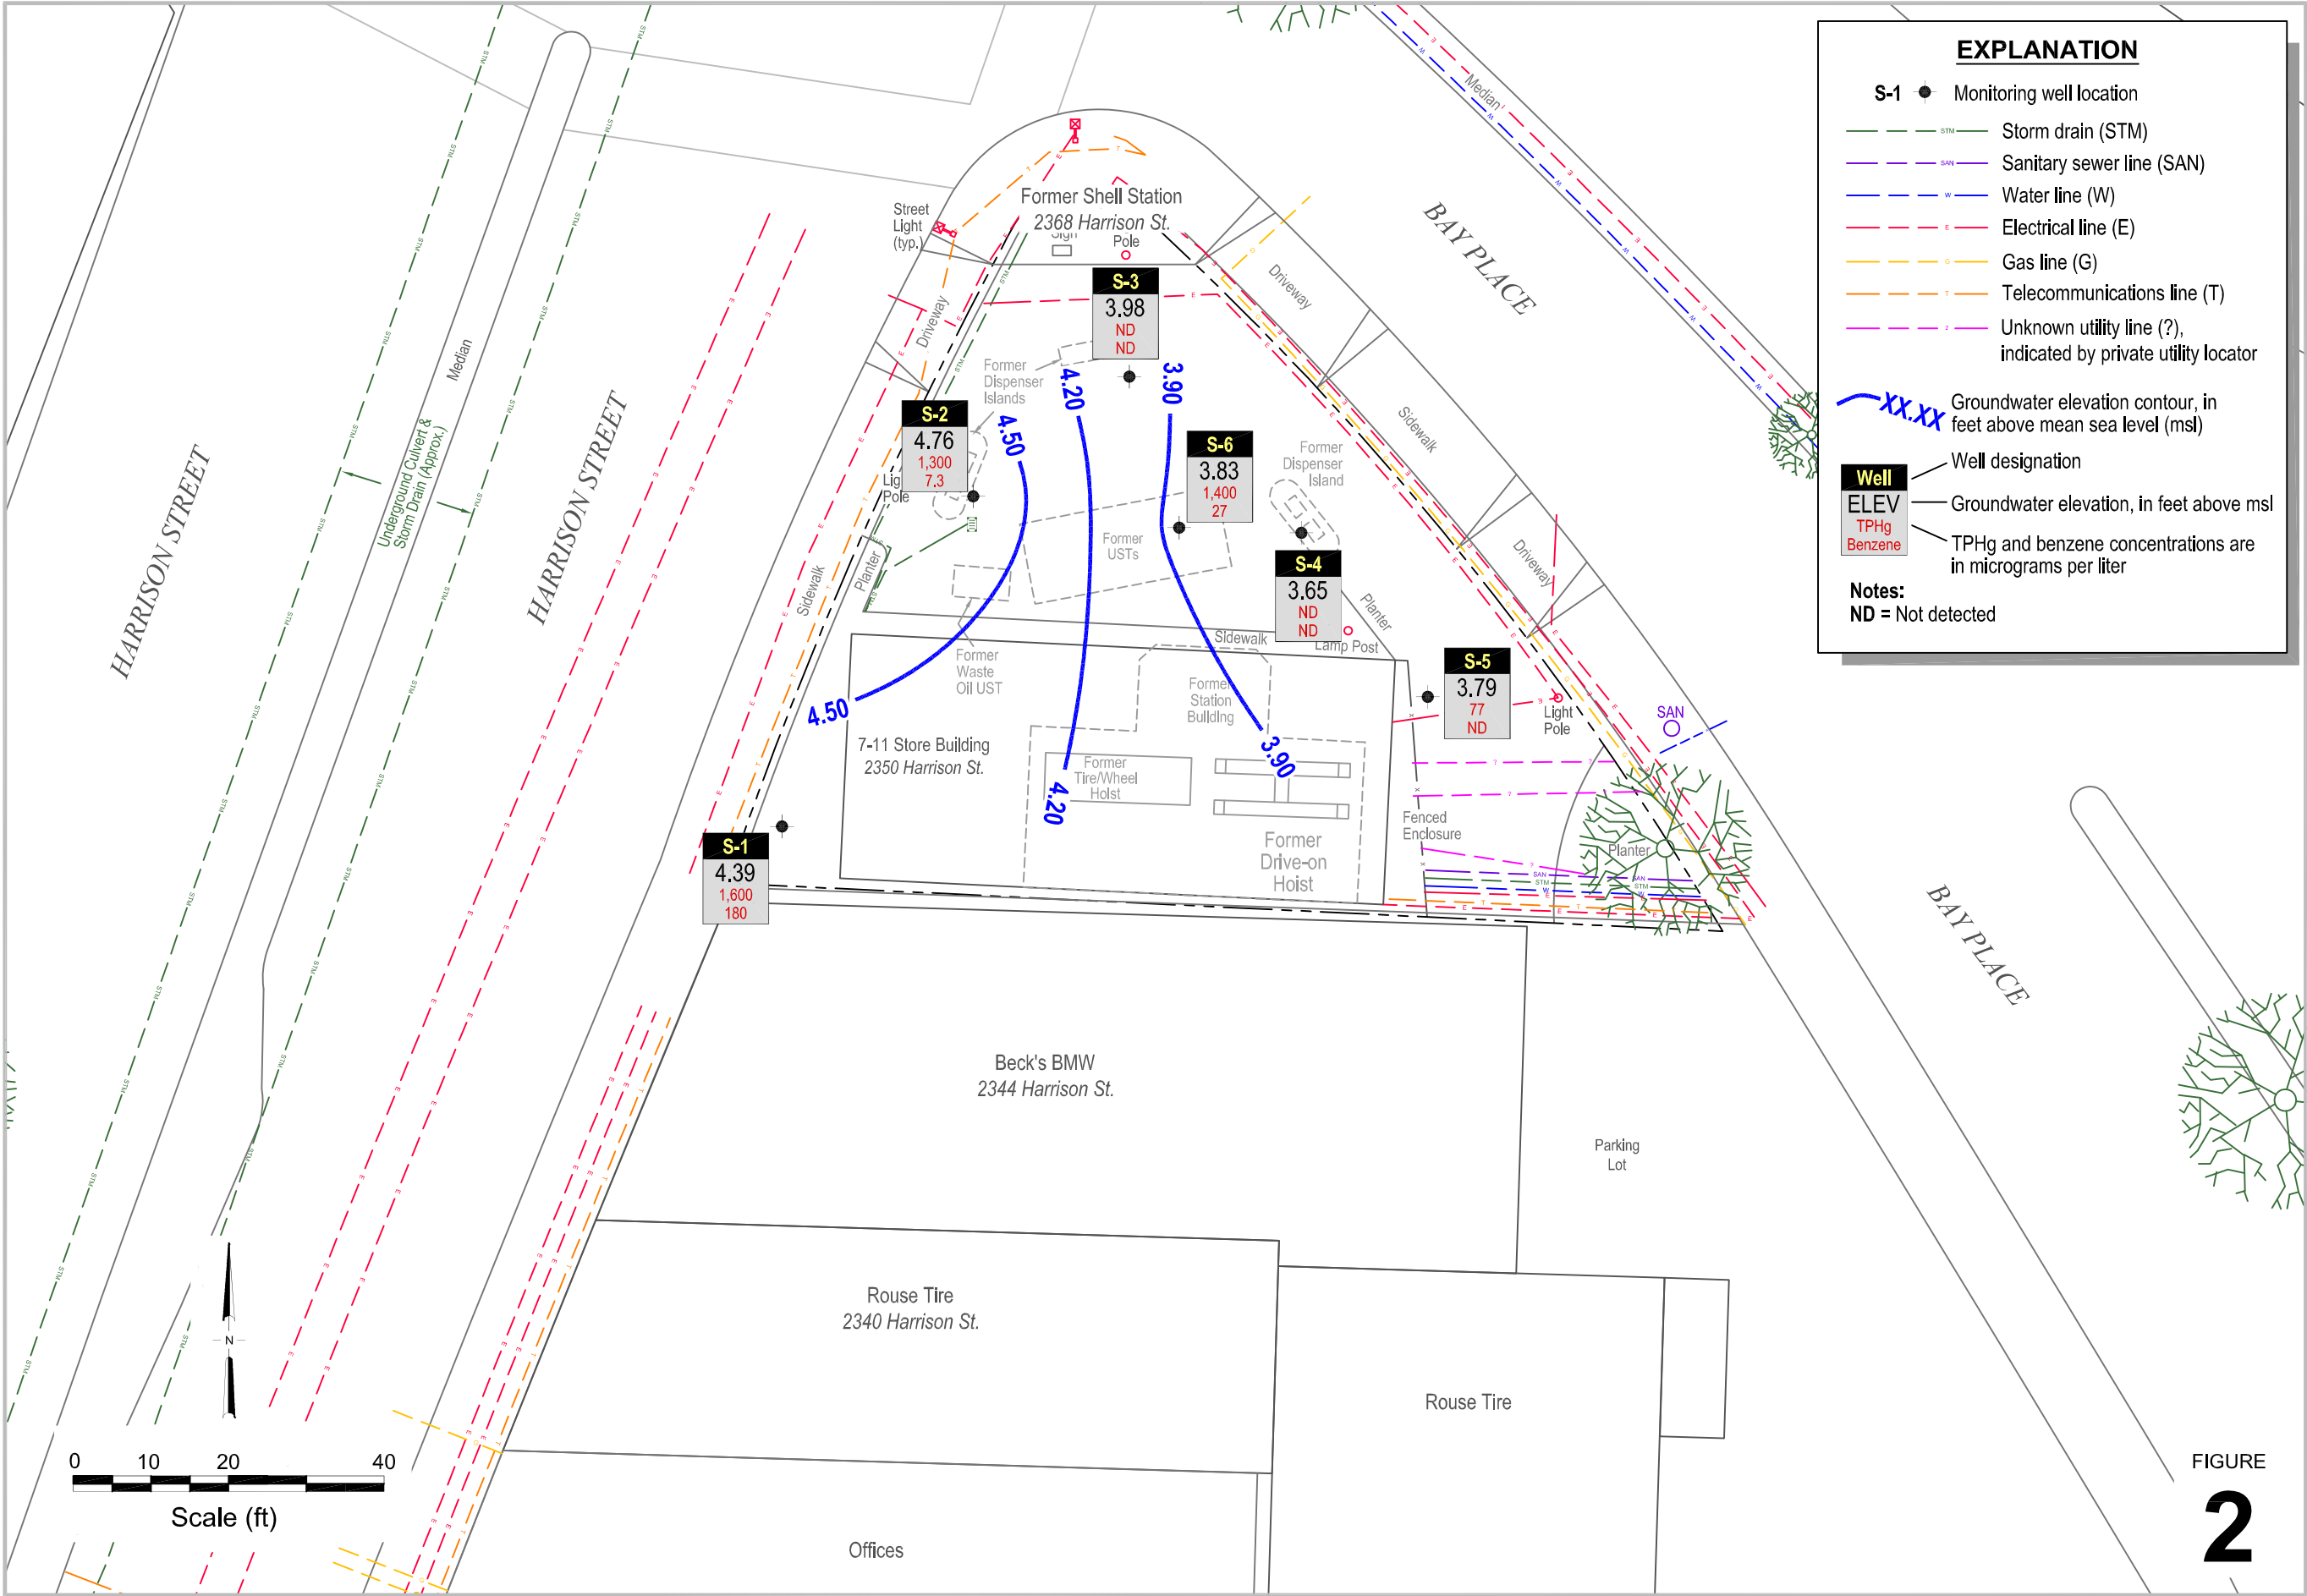 EXPLANATION
S-1 Monitoring well location
STM Storm drain (STM)
SAN Sanitary sewer line (SAN)
W Water line (W)
E Electrical line (E)
G Gas line (G)
T Telecommunications line (T)
? Unknown utility line (?),
indicated by private utility locator
XX.XX Groundwater elevation contour, in
feet above mean sea level (msl)
Well
ELEV
TPHg
Benzene
Well designation
Groundwater elevation, in feet above msl
TPHg and benzene concentrations are
in micrograms per liter
Notes:
ND = Not detected
HARRISON STREET
HARRISON STREET
Median
Underground Culvert &
Storm Drain (Approx.)
Median
BAY PLACE
BAY PLACE
Street
Light
(typ.)
Former Shell Station
2368 Harrison St.
Sign
Pole
Driveway
Driveway
Sidewalk
Driveway
Former
Dispenser
Islands
S-3
3.98
ND
ND
S-2
4.76
1,300
7.3
Pole
S-6
3.83
1,400
27
Former
Dispenser
Island
Former
USTs
S-4
3.65
ND
ND
Planter
Lamp Post
Sidewalk
Sidewalk
Planter
4.50
4.20
3.90
4.50
4.20
3.90
Former
Waste
Oil UST
Former
Station
Building
S-5
3.79
77
ND
Light
Pole
SAN
7-11 Store Building
2350 Harrison St.
Former
Tire/Wheel
Hoist
Former
Drive-on
Hoist
Fenced
Enclosure
Planter
S-1
4.39
1,600
180
Beck's BMW
2344 Harrison St.
Parking
Lot
Rouse Tire
2340 Harrison St.
Rouse Tire
Offices
N
0 10 20 40
Scale (ft)
FIGURE
2